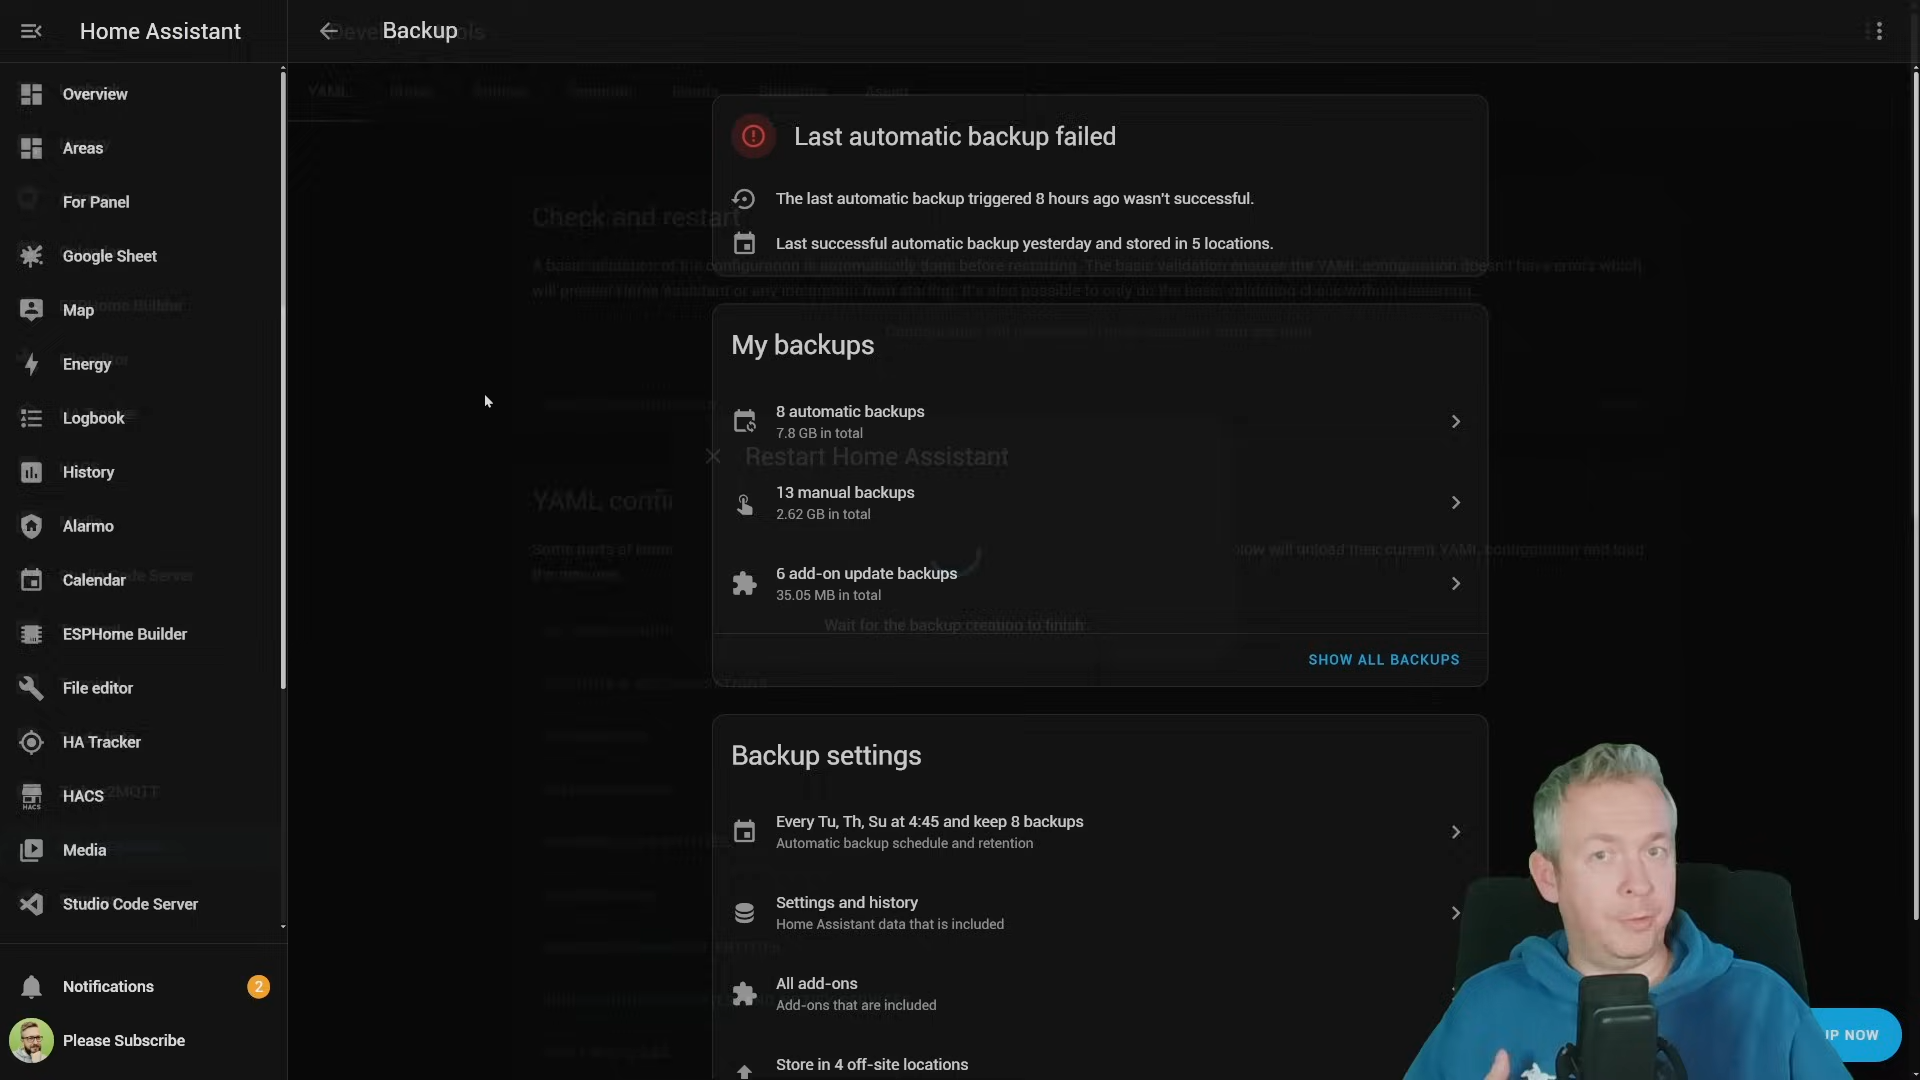 Home Assistant
Backup
Overview
Areas
For Panel
Google Sheet
Map
Energy
Logbook
History
Alarmo
Calendar
ESPHome Builder
File editor
HA Tracker
HACS
HACS
Media
Studio Code Server
Notifications
2
Please Subscribe
Last automatic backup failed
The last automatic backup triggered 8 hours ago wasn't successful.
Last successful automatic backup yesterday and stored in 5 locations.
Check and restart
My backups
8 automatic backups
7.8 GB in total
Restart Home Assistant
13 manual backups
2.62 GB in total
YAML
6 add-on update backups
35.05 MB in total
Wait for the backup creation to finish
SHOW ALL BACKUPS
Backup settings
Every Tu, Th, Su at 4:45 and keep 8 backups
Automatic backup schedule and retention
Settings and history
Home Assistant data that is included
All add-ons
Add-ons that are included
Store in 4 off-site locations
UP NOW